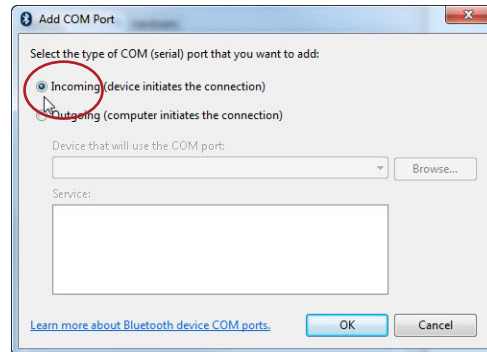 Add COM Port
Select the type of COM (serial) port that you want to add:
Incoming (device initiates the connection)
Outgoing (computer initiates the connection)
Device that will use the COM port:
Browse...
Service:
Learn more about Bluetooth device COM ports.
OK
Cancel